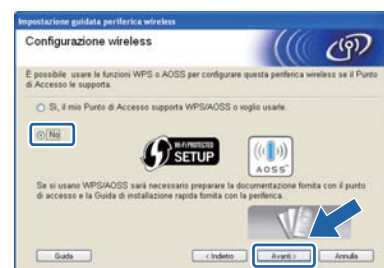 Impostazione guidata periferica wireless
Configurazione wireless
È possibile usare le funzioni WPS o AOSS per configurare questa periferica wireless se il Punto
di Accesso le supporta.
Sì, il mio Punto di Accesso supporta WPS/AOSS o voglio usarle.
No
WI-FI PROTECTED
SETUP
AOSS
Se si usano WPS/AOSS sarà necessario preparare la documentazione fornita con il punto
di accesso e la Guida di installazione rapida fornita con la periferica.
Guida
< Indietro
Avanti >
Annulla